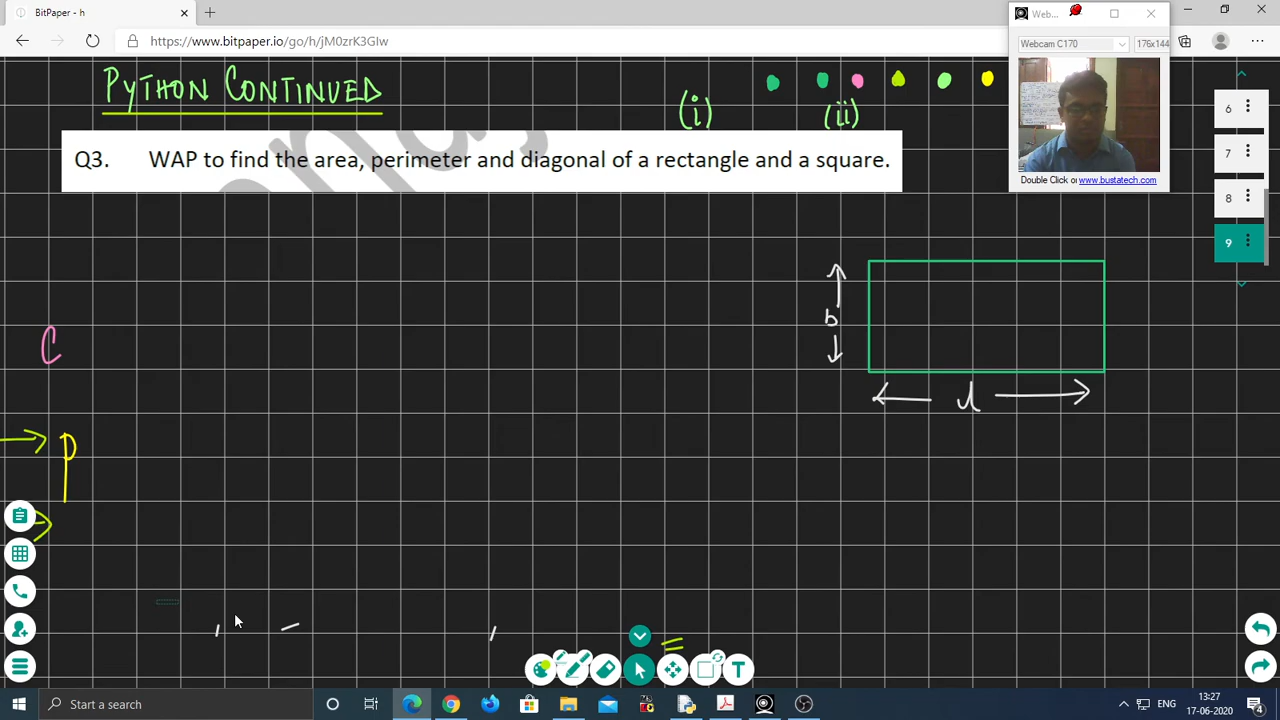 BitPaper - h
Web...
https://www.bitpaper.io/go/h/jM0zrK3GIw
Webcam C170
176x144
PYTHON CONTINUED
(i)
(ii)
Q3. WAP to find the area, perimeter and diagonal of a rectangle and a square.
Double Click or www.bustatech.com
6
7
8
9
b
l
C
P
=
T
Start a search
ENG
13:27
17-06-2020
4